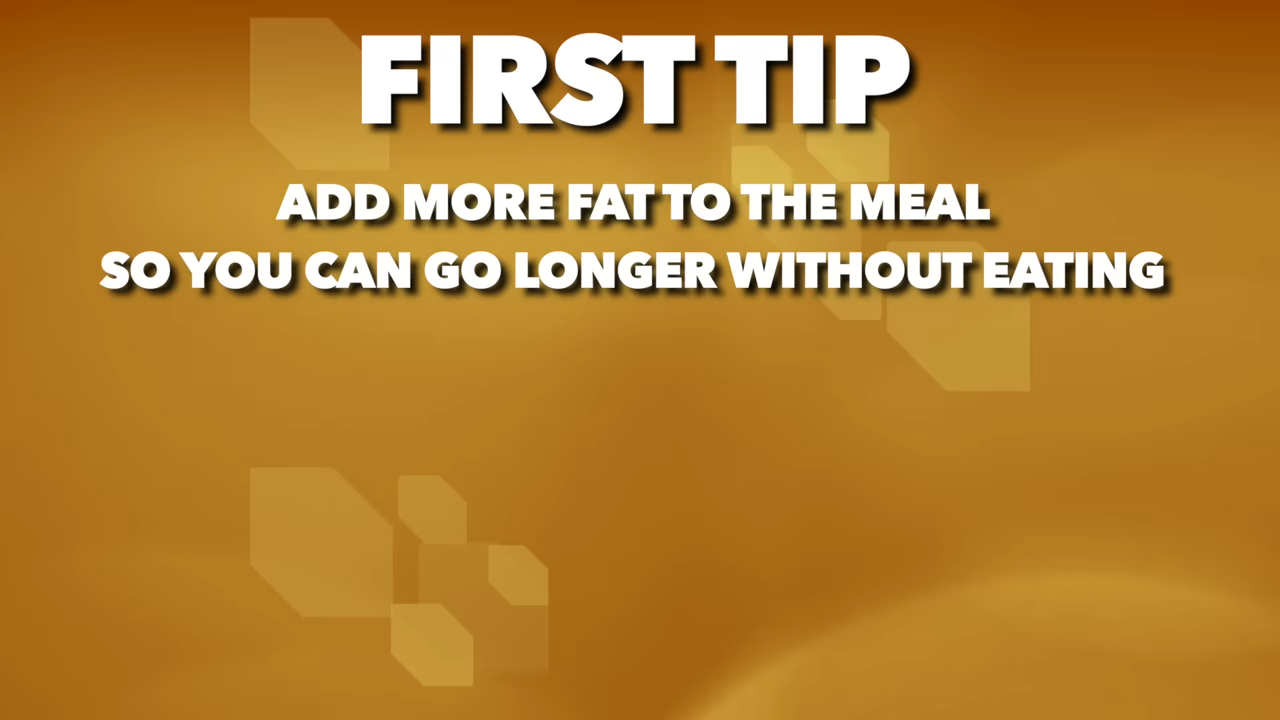 FIRST TIP
ADD MORE FAT TO THE MEAL
SO YOU CAN GO LONGER WITHOUT EATING